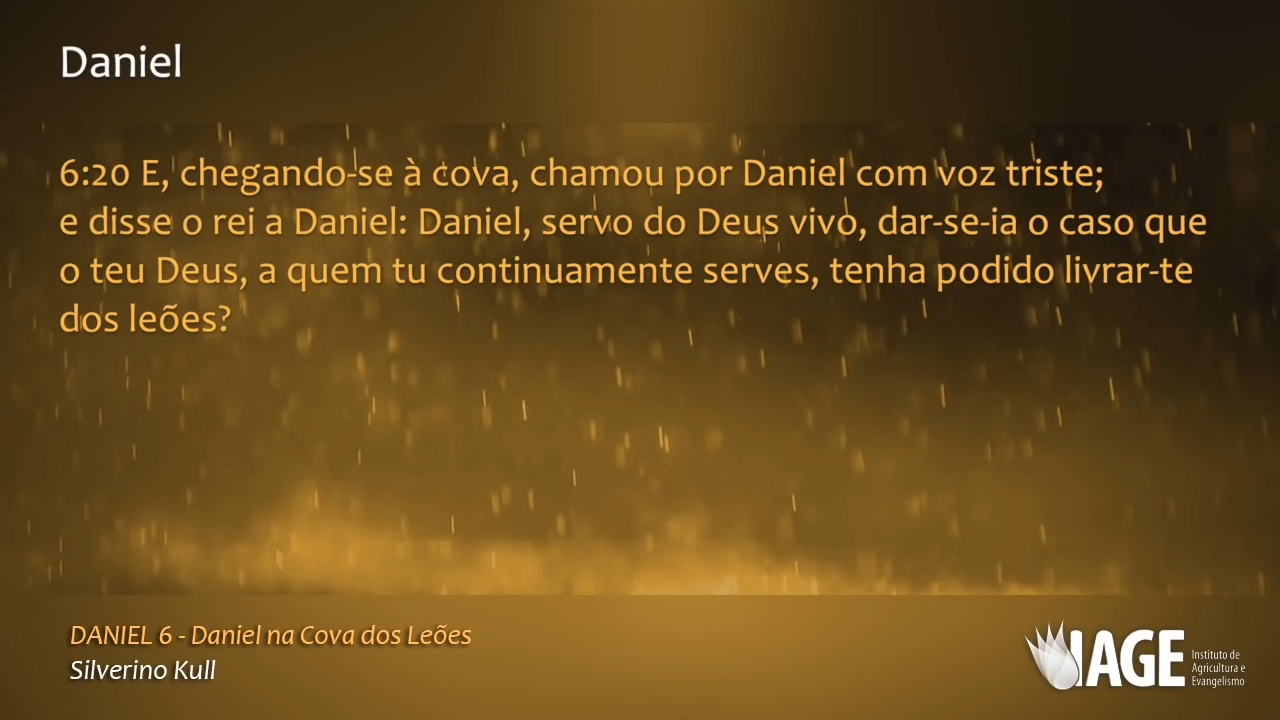 Daniel
6:20 E, chegando-se à cova, chamou por Daniel com voz triste;
e disse o rei a Daniel: Daniel, servo do Deus vivo, dar-se-ia o caso que
o teu Deus, a quem tu continuamente serves, tenha podido livrar-te
dos leões?
DANIEL 6 - Daniel na Cova dos Leões
Silverino Kull
IAGE
Instituto de
Agricultura e
Evangelismo